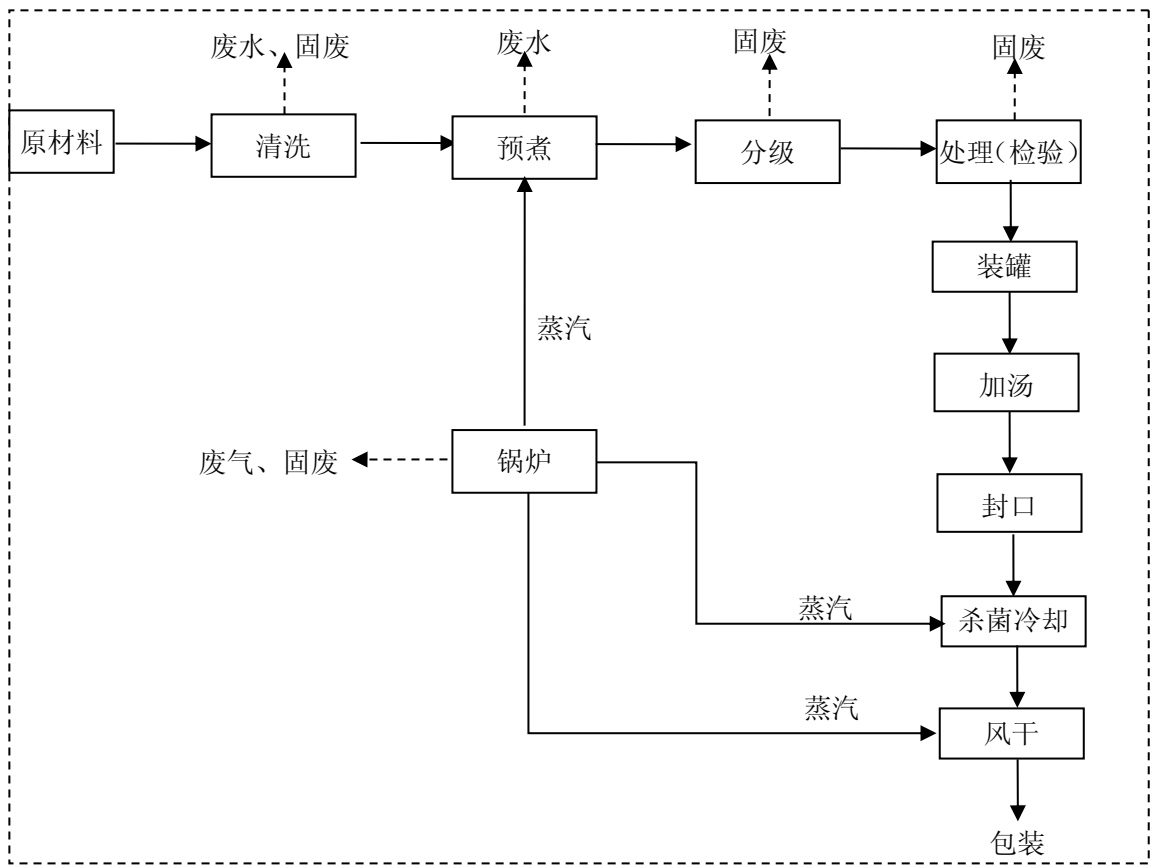 废水、固废
废水
固废
固废
原材料
清洗
预煮
分级
处理（检验）
装罐
蒸汽
加汤
废气、固废
锅炉
封口
蒸汽
杀菌冷却
蒸汽
风干
包装